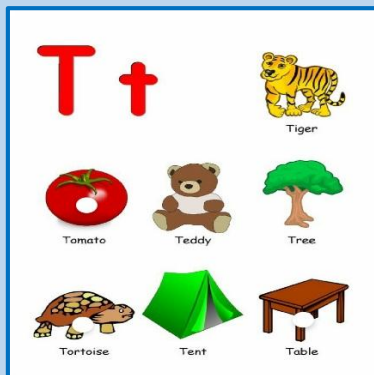 T t
Tiger
Tomato Teddy Tree
Tortoise Tent Table